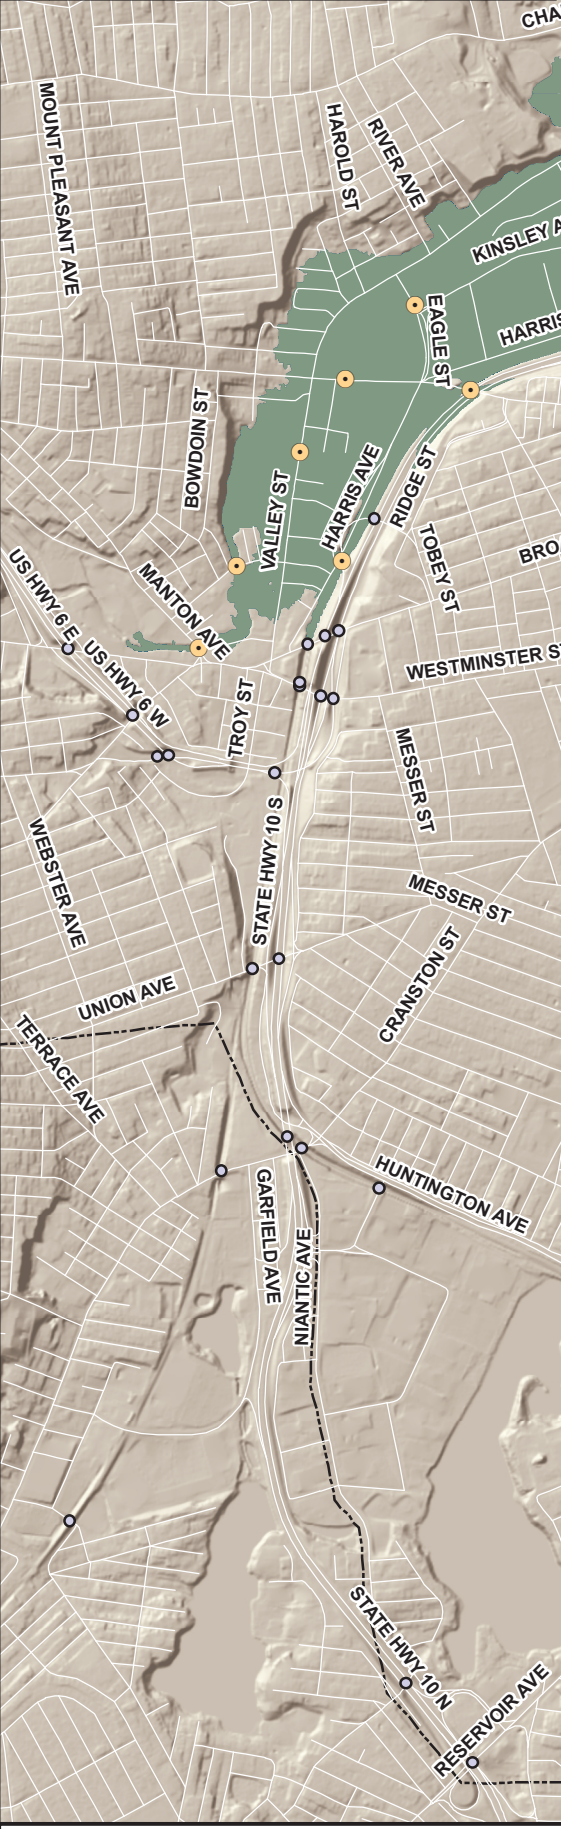 CHA
MOUNT PLEASANT AVE
HAROLD ST
RIVER AVE
KINSLEY A
EAGLE ST
HARRIS
BOWDOIN ST
VALLEY ST
HARRIS AVE
RIDGE ST
TOBEY ST
BRO
US HWY 6 E
MANTON AVE
US HWY 6 W
TROY ST
WESTMINSTER ST
MESSER ST
STATE HWY 10 S
WEBSTER AVE
MESSER ST
CRANSTON ST
UNION AVE
TERRACE AVE
HUNTINGTON AVE
GARFIELD AVE
NIANTIC AVE
STATE HWY 10 N
RESERVOIR AVE